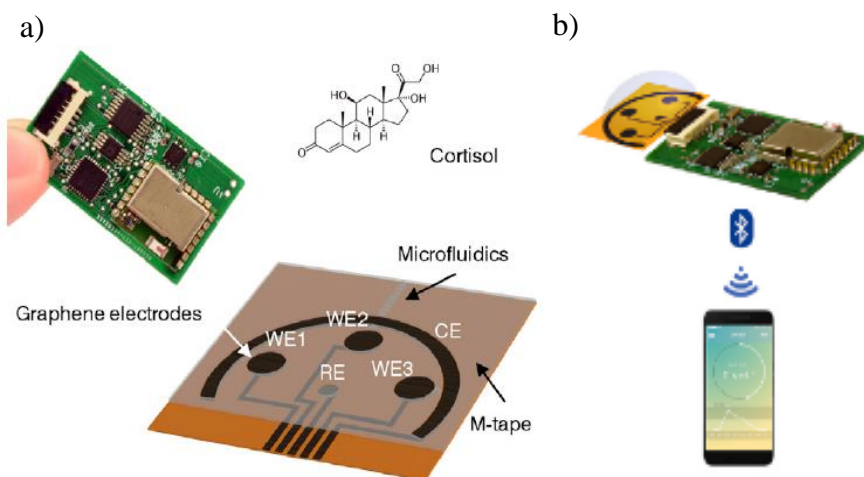 a)
b)
O
OH
HO
OH
H
H
H
O
Cortisol
Microfluidics
Graphene electrodes
WE1
WE2
CE
RE
WE3
M-tape